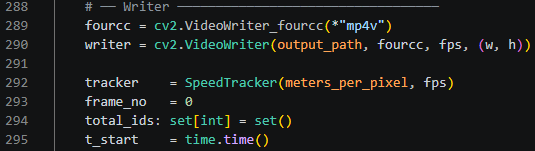 288 # —— Writer ——————————————————————————————
289 fourcc = cv2.VideoWriter_fourcc(*"mp4v")
290 writer = cv2.VideoWriter(output_path, fourcc, fps, (w, h))
291
292 tracker    = SpeedTracker(meters_per_pixel, fps)
293 frame_no   = 0
294 total_ids: set[int] = set()
295 t_start    = time.time()